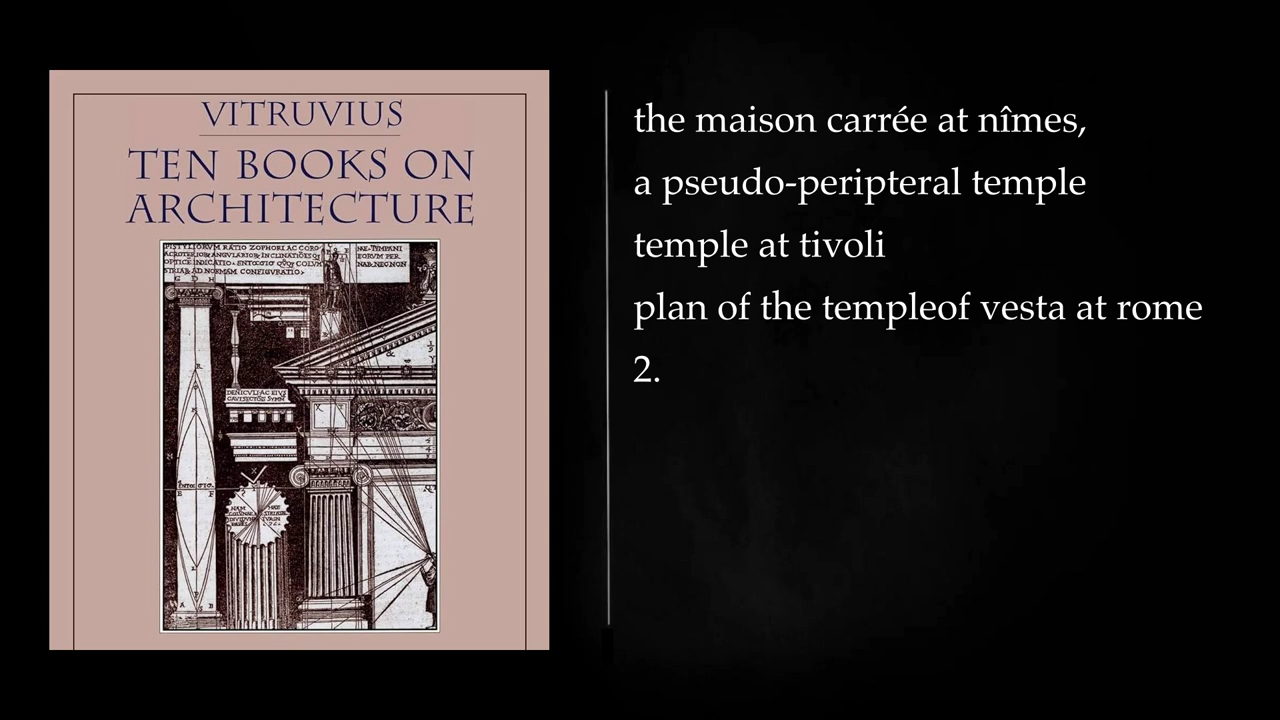 VITRUVIUS
TEN BOOKS ON
ARCHITECTURE
the maison carrée at nîmes,
a pseudo-peripteral temple
temple at tivoli
plan of the templeof vesta at rome
2.